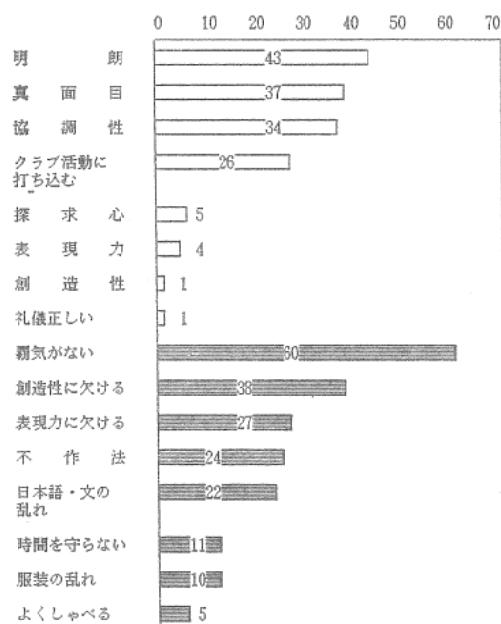 0 10 20 30 40 50 60 70
明朗 43
真面目 37
協調性 34
クラブ活動に
打ち込む 26
探求心 5
表現力 4
創造性 1
礼儀正しい 1
覇気がない 60
創造性に欠ける 38
表現力に欠ける 27
不作法 24
日本語・文の
乱れ 22
時間を守らない 11
服装の乱れ 10
よくしゃべる 5